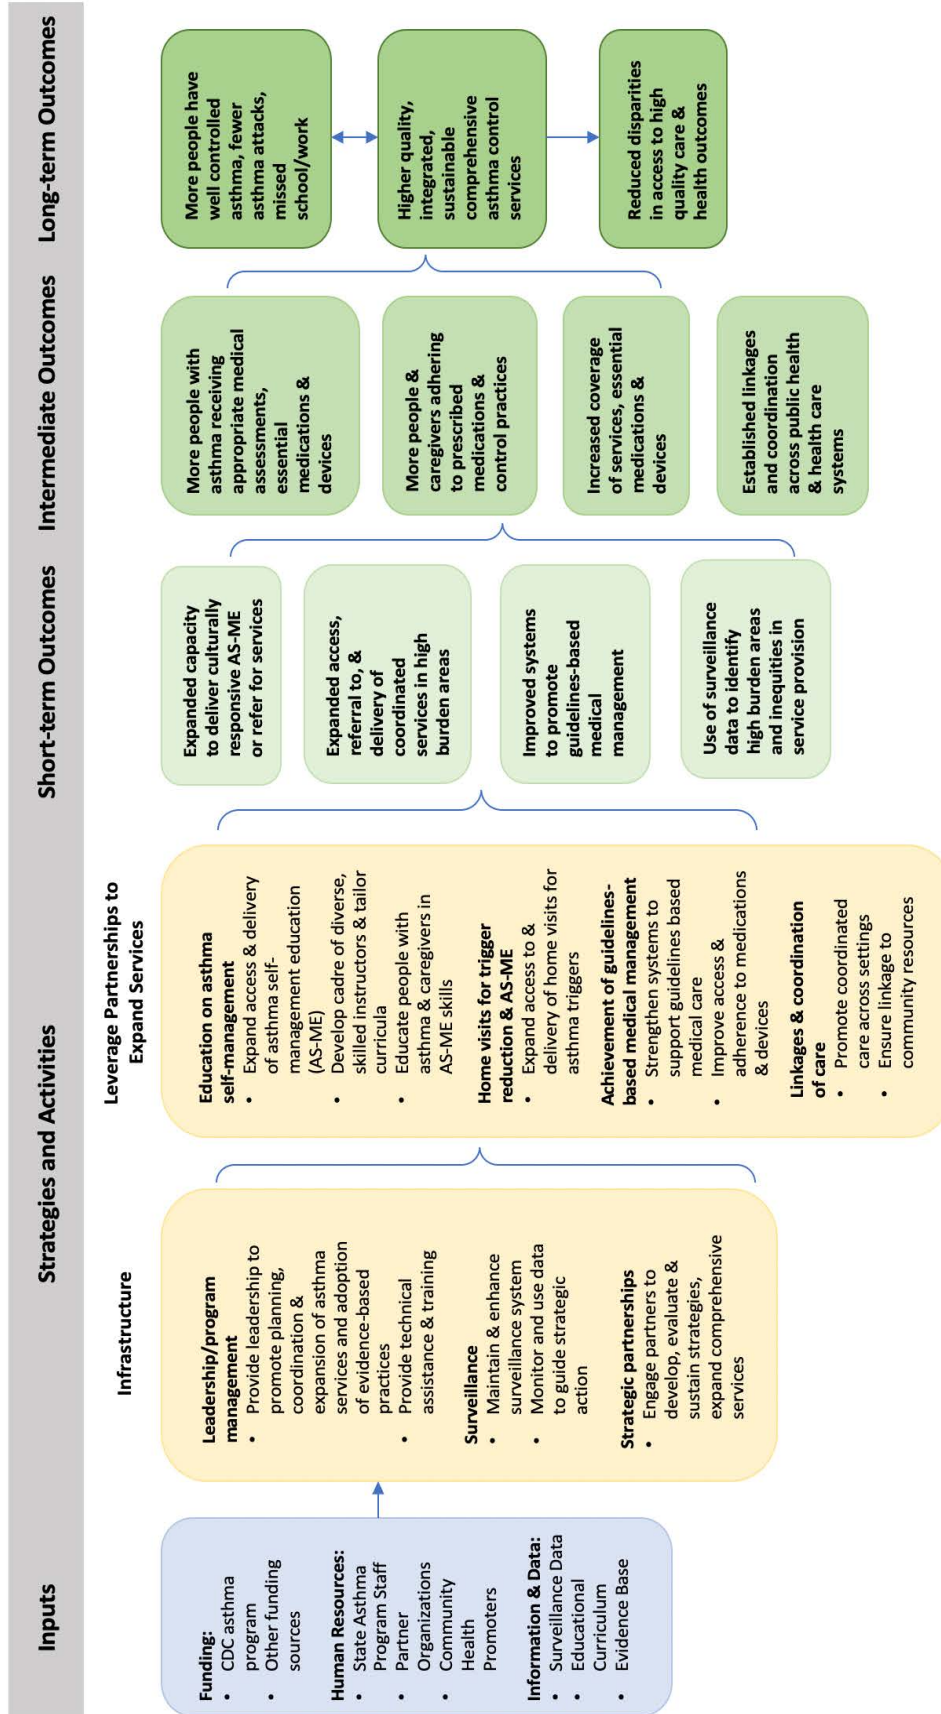 Inputs
Strategies and Activities
Short-term Outcomes
Intermediate Outcomes
Long-term Outcomes
Funding:
• CDC asthma
program
• Other funding
sources
Human Resources:
• State Asthma
Program Staff
• Partner
Organizations
• Community
Health
Promoters
Information & Data:
• Surveillance Data
• Educational
Curriculum
• Evidence Base
Infrastructure
Leadership/program
management
• Provide leadership to
promote planning,
coordination &
expansion of asthma
services and adoption
of evidence-based
practices
• Provide technical
assistance & training
Surveillance
• Maintain & enhance
surveillance system
• Monitor and use data
to guide strategic
action
Strategic partnerships
• Engage partners to
develop, evaluate &
sustain strategies,
expand comprehensive
services
Leverage Partnerships to
Expand Services
Education on asthma
self-management
• Expand access & delivery
of asthma self-
management education
(AS-ME)
• Develop cadre of diverse,
skilled instructors & tailor
curricula
• Educate people with
asthma & caregivers in
AS-ME skills
Home visits for trigger
reduction & AS-ME
• Expand access to &
delivery of home visits for
asthma triggers
Achievement of guidelines-
based medical management
• Strengthen systems to
support guidelines based
medical care
• Improve access &
adherence to medications
& devices
Linkages & coordination
of care
• Promote coordinated
care across settings
• Ensure linkage to
community resources
Expanded capacity
to deliver culturally
responsive AS-ME
or refer for services
Expanded access,
referral to, &
delivery of
coordinated
services in high
burden areas
Improved systems
to promote
guidelines-based
medical
management
Use of surveillance
data to identify
high burden areas
and inequities in
service provision
More people with
asthma receiving
appropriate medical
assessments,
essential
medications &
devices
More people &
caregivers adhering
to prescribed
medications &
control practices
Increased coverage
of services, essential
medications &
devices
Established linkages
and coordination
across public health
& health care
systems
More people have
well controlled
asthma, fewer
asthma attacks,
missed
school/work
Higher quality,
integrated,
sustainable
comprehensive
asthma control
services
Reduced disparities
in access to high
quality care &
health outcomes